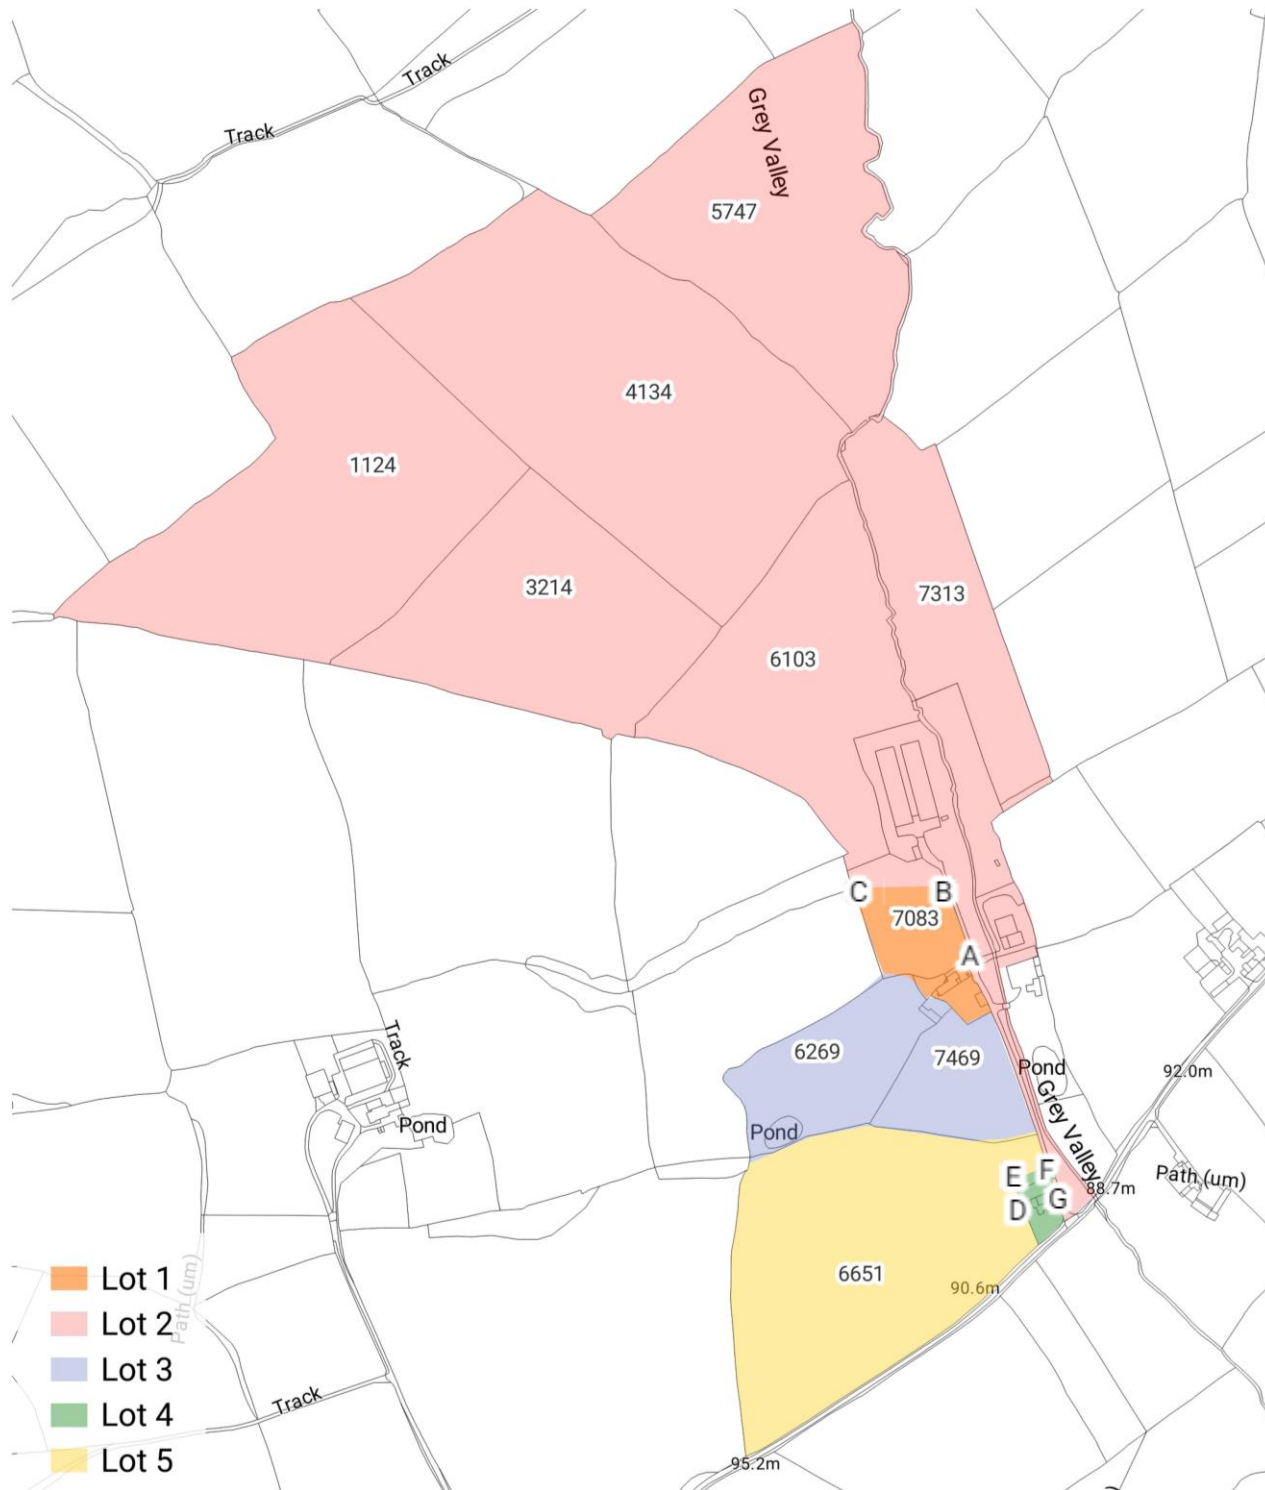 Track
Track
Grey Valley
5747
4134
1124
3214
7313
6103
C
B
7083
A
6269
7469
Track
Pond
92.0m
Pond
Pond
Grey Valley
E
F
Path (um)
D
G
88.7m
6651
90.6m
Path (um)
Lot 1
Lot 2
Lot 3
Lot 4
Lot 5
Track
95.2m